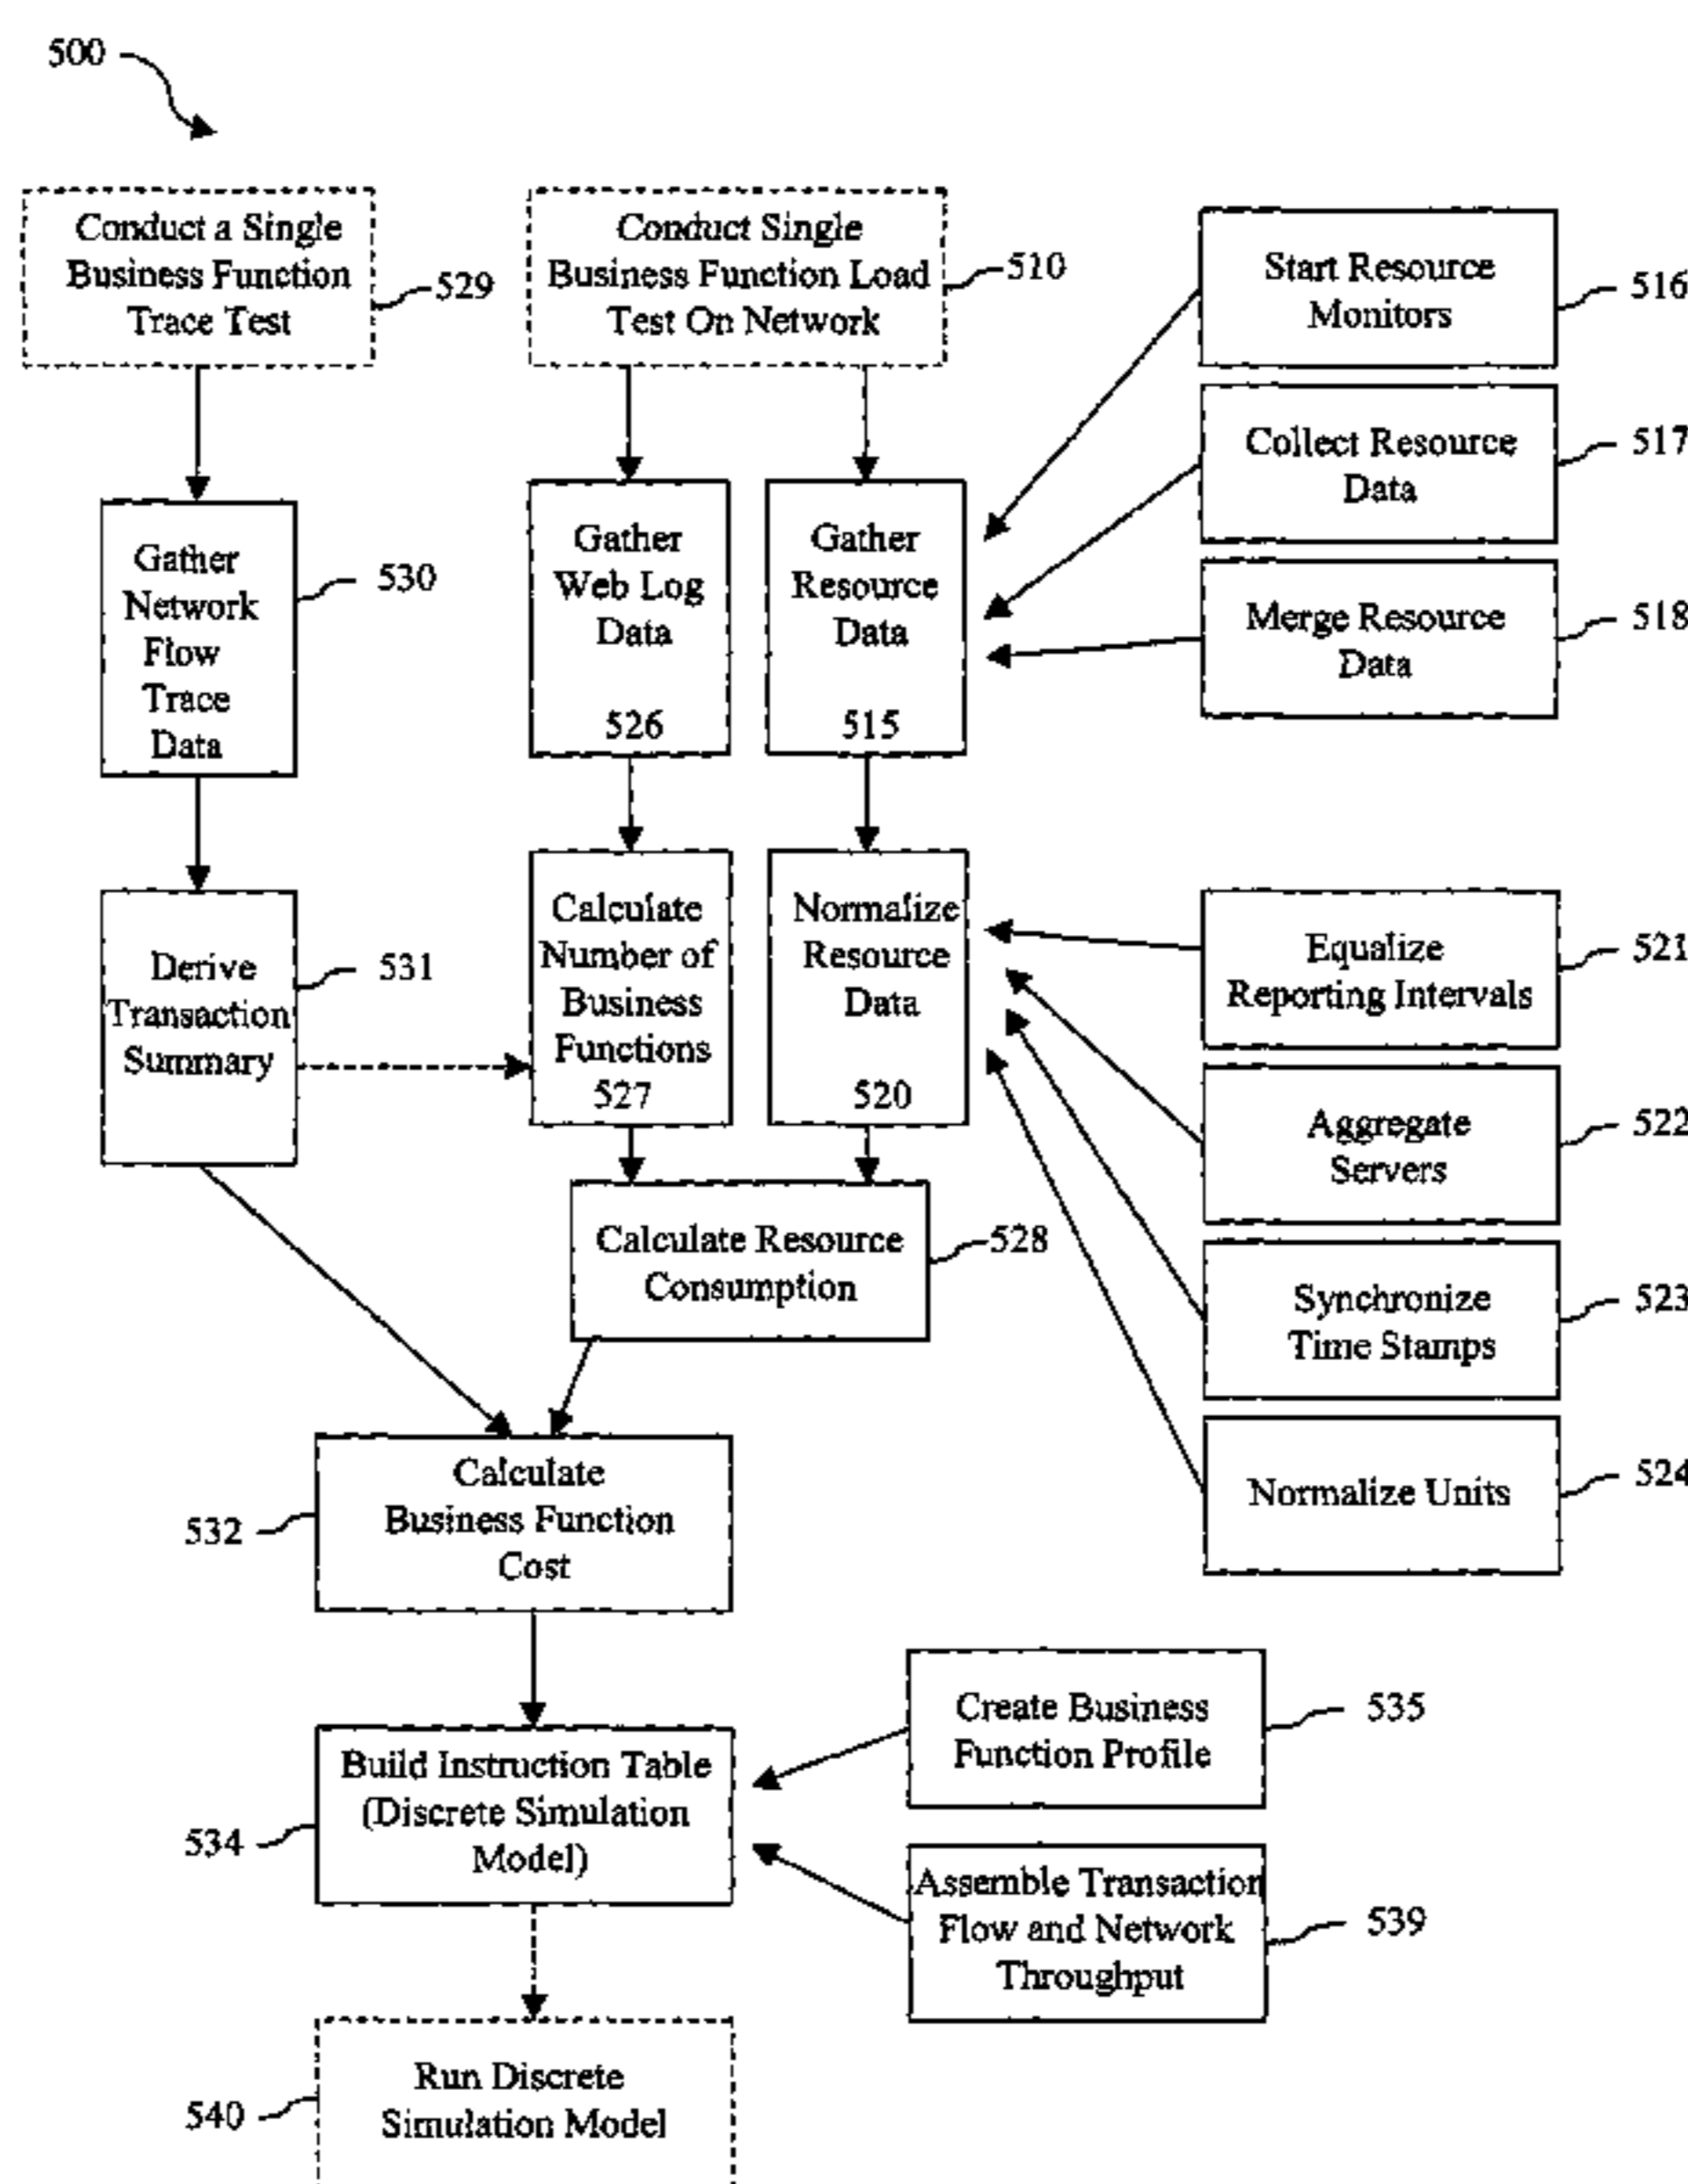 500
Conduct a Single
Business Function
Trace Test
529
Conduct Single
Business Function Load
Test On Network
510
Start Resource
Monitors
516
Collect Resource
Data
517
Merge Resource
Data
518
Gather
Network
Flow
Trace
Data
530
Gather
Web Log
Data
526
Gather
Resource
Data
515
Derive
Transaction
Summary
531
Calculate
Number of
Business
Functions
527
Normalize
Resource
Data
520
Equalize
Reporting Intervals
521
Aggregate
Servers
522
Synchronize
Time Stamps
523
Normalize Units
524
Calculate Resource
Consumption
528
Calculate
Business Function
Cost
532
Build Instruction Table
(Discrete Simulation
Model)
534
Create Business
Function Profile
535
Assemble Transaction
Flow and Network
Throughput
539
Run Discrete
Simulation Model
540